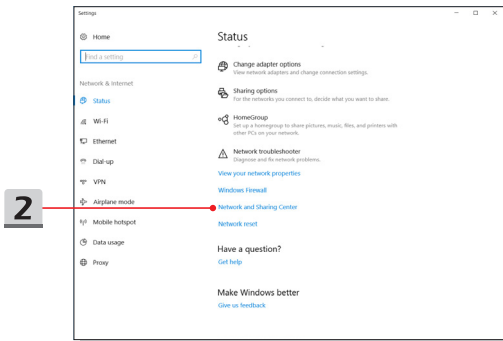 Settings
Home
Find a setting
Network & Internet
Status
Wi-Fi
Ethernet
Dial-up
VPN
Airplane mode
Mobile hotspot
Data usage
Proxy
Status
Change adapter options
View network adapters and change connection settings.
Sharing options
For the networks you connect to, decide what you want to share.
HomeGroup
Set up a homegroup to share pictures, music, files, and printers with
other PCs on your network.
Network troubleshooter
Diagnose and fix network problems.
View your network properties
Windows Firewall
Network and Sharing Center
Network reset
Have a question?
Get help
Make Windows better
Give us feedback
2